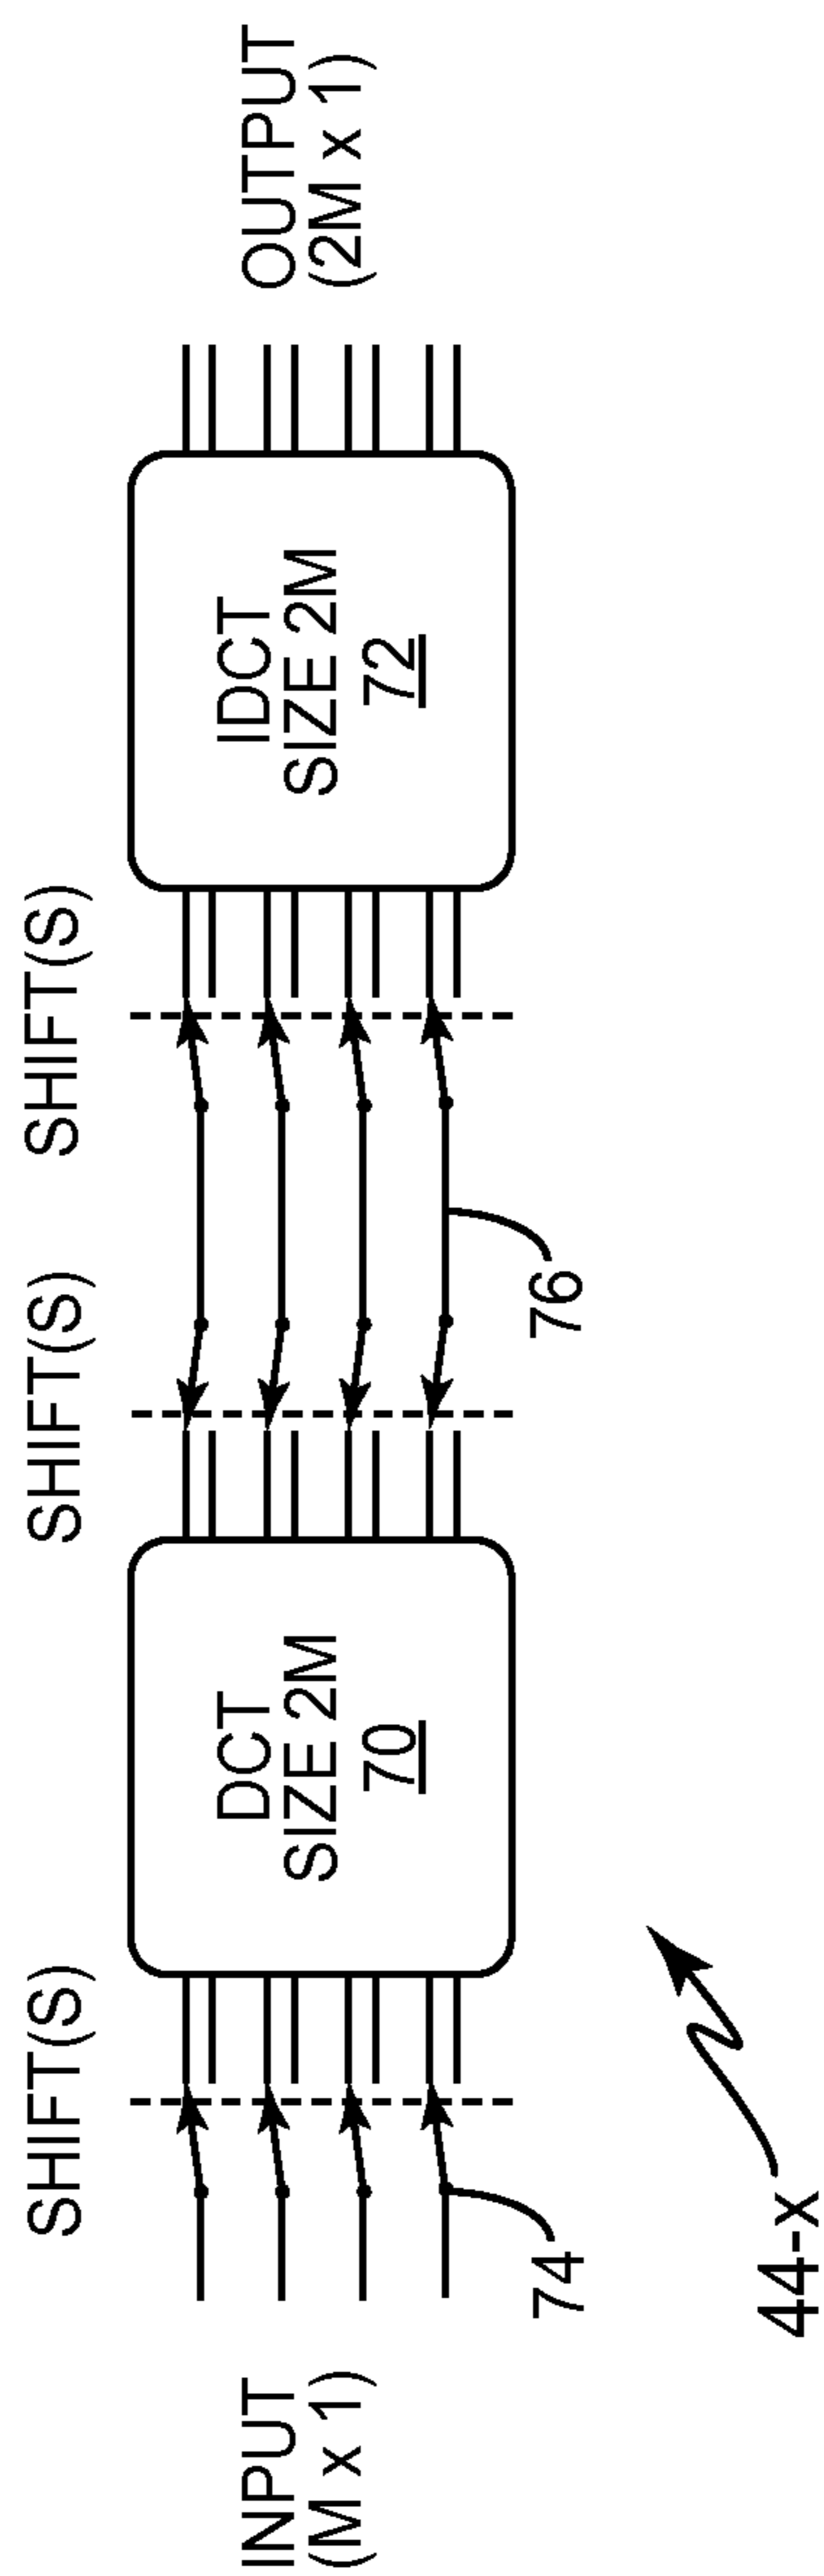 INPUT
(M x 1)
SHIFT(S)
74
DCT
SIZE 2M
70
SHIFT(S)
SHIFT(S)
76
IDCT
SIZE 2M
72
OUTPUT
(2M x 1)
44-x